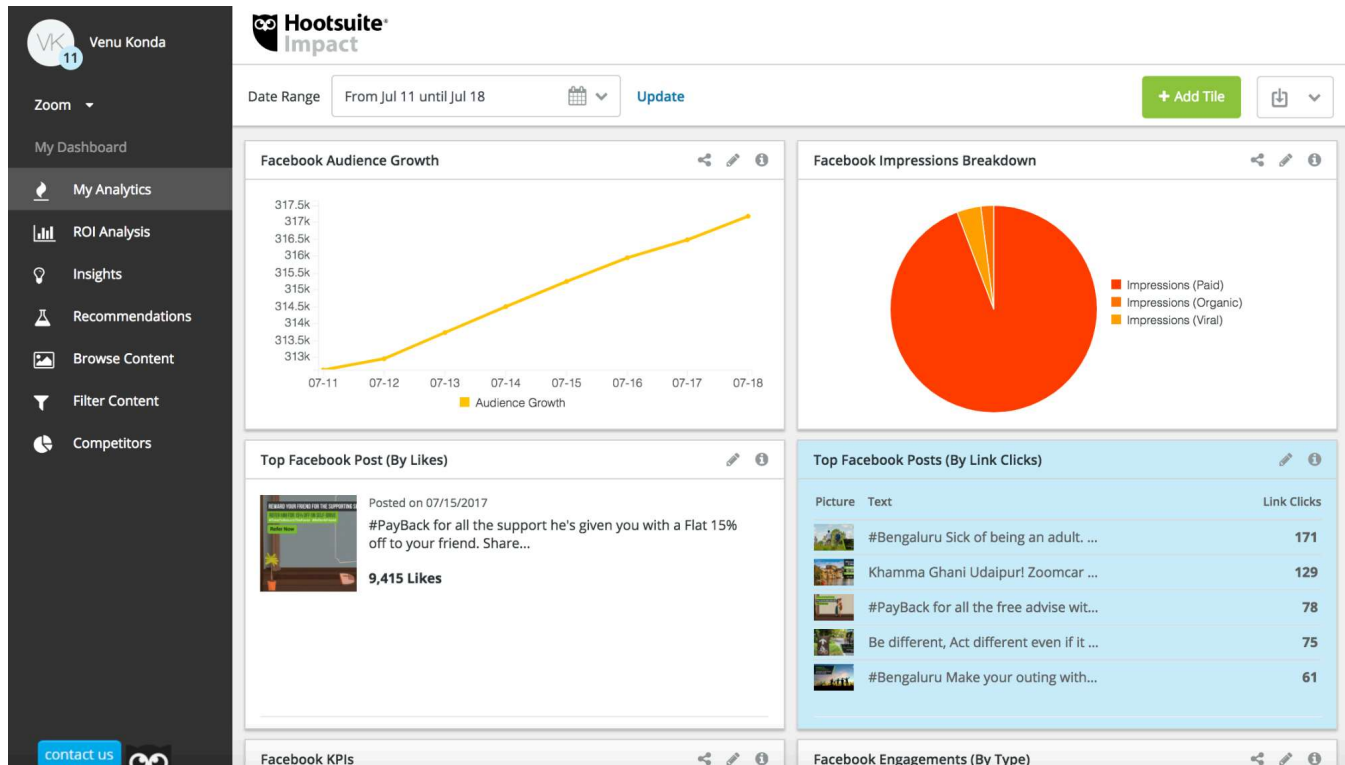 VK
11
Venu Konda
Zoom
My Dashboard
My Analytics
ROI Analysis
Insights
Recommendations
Browse Content
Filter Content
Competitors
contact us
Hootsuite
Impact
Date Range
From Jul 11 until Jul 18
Update
+ Add Tile
Facebook Audience Growth
317.5k
317k
316.5k
316k
315.5k
315k
314.5k
314k
313.5k
313k
07-11 07-12 07-13 07-14 07-15 07-16 07-17 07-18
Audience Growth
Facebook Impressions Breakdown
Impressions (Paid)
Impressions (Organic)
Impressions (Viral)
Top Facebook Post (By Likes)
REWARD YOUR FRIEND FOR THE SUPPORTING
Refer Now
Posted on 07/15/2017
#PayBack for all the support he's given you with a Flat 15%
off to your friend. Share...
9,415 Likes
Top Facebook Posts (By Link Clicks)
Picture Text Link Clicks
#Bengaluru Sick of being an adult. ... 171
Khamma Ghani Udaipur! Zoomcar ... 129
#PayBack for all the free advise wit... 78
Be different, Act different even if it ... 75
#Bengaluru Make your outing with... 61
Facebook KPIs
Facebook Engagements (By Type)